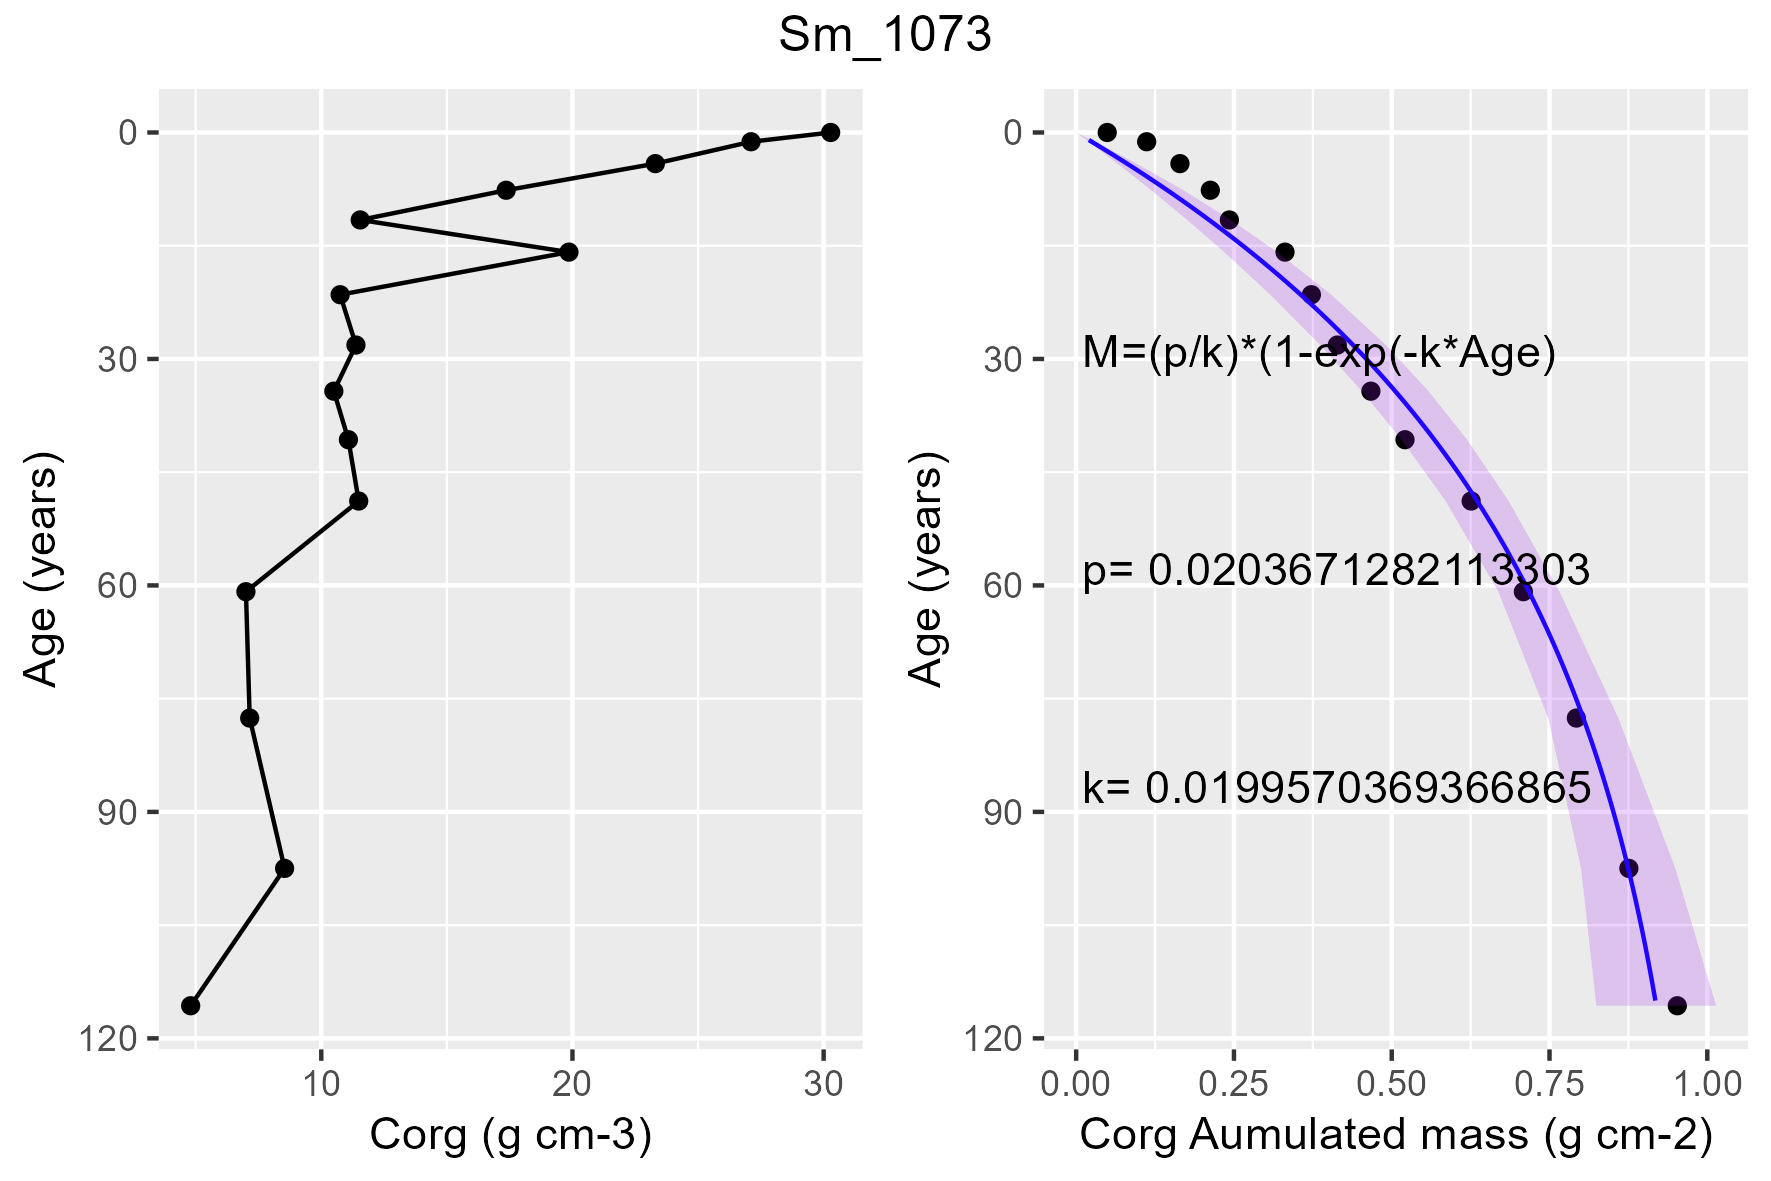 Sm_1073
0
30
60
90
120
Age (years)
10
20
30
Corg (g cm-3)
0
30
60
90
120
Age (years)
M=(p/k)*(1-exp(-k*Age)
p= 0.0203671282113303
k= 0.0199570369366865
0.00
0.25
0.50
0.75
1.00
Corg Aumulated mass (g cm-2)